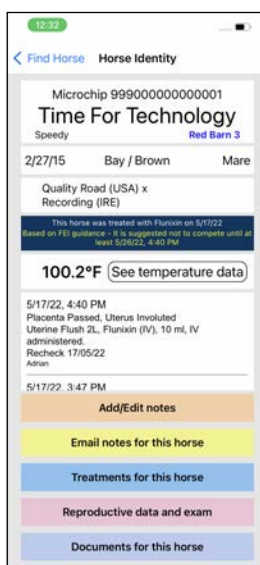 12:32
Find Horse Horse Identity
Microchip 999000000000001
Time For Technology
Speedy Red Barn 3
2/27/15 Bay / Brown Mare
Quality Road (USA) x
Recording (IRE)
This horse was treated with Flunixin on 5/17/22
Based on FEI guidance - It is suggested not to compete until at
least 5/26/22, 4:40 PM
100.2°F See temperature data
5/17/22, 4:40 PM
Placenta Passed, Uterus Involuted
Uterine Flush 2L, Flunixin (IV), 10 ml, IV
administered.
Recheck 17/05/22
Adrian
5/17/22, 3:47 PM
Add/Edit notes
Email notes for this horse
Treatments for this horse
Reproductive data and exam
Documents for this horse